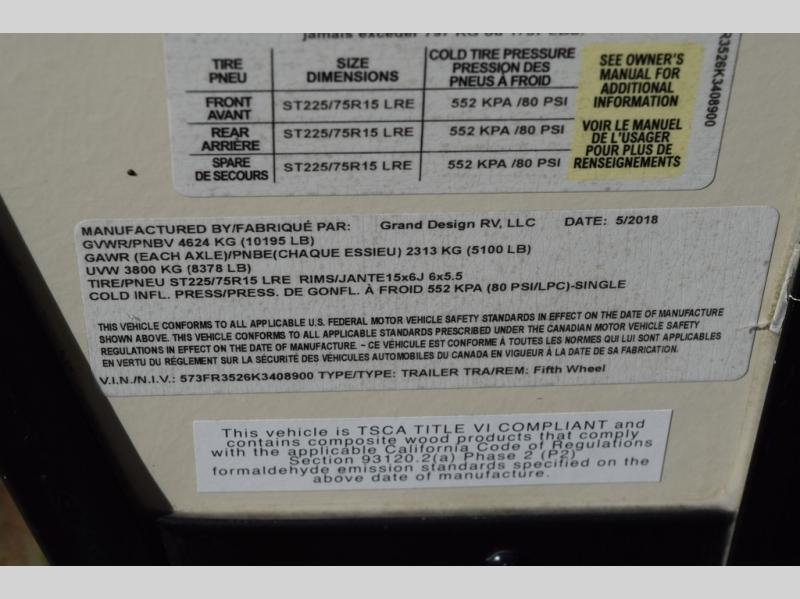 jamais excéder 797 KG ou 1757 LBS.
TIRE SIZE COLD TIRE PRESSURE
PNEU DIMENSIONS PRESSION DES
PNEUS À FROID
FRONT ST225/75R15 LRE 552 KPA /80 PSI
AVANT
REAR ST225/75R15 LRE 552 KPA /80 PSI
ARRIÈRE
SPARE ST225/75R15 LRE 552 KPA /80 PSI
DE SECOURS
SEE OWNER'S
MANUAL FOR
ADDITIONAL
INFORMATION
VOIR LE MANUEL
DE L'USAGER
POUR PLUS DE
RENSEIGNEMENTS
R3526K3408900
MANUFACTURED BY/FABRIQUÉ PAR: Grand Design RV, LLC DATE: 5/2018
GVWR/PNBV 4624 KG (10195 LB)
GAWR (EACH AXLE)/PNBE(CHAQUE ESSIEU) 2313 KG (5100 LB)
UVW 3800 KG (8378 LB)
TIRE/PNEU ST225/75R15 LRE RIMS/JANTE15x6J 6x5.5
COLD INFL. PRESS/PRESS. DE GONFL. À FROID 552 KPA (80 PSI/LPC)-SINGLE
THIS VEHICLE CONFORMS TO ALL APPLICABLE U.S. FEDERAL MOTOR VEHICLE SAFETY STANDARDS IN EFFECT ON THE DATE OF MANUFACTURE
SHOWN ABOVE. THIS VEHICLE CONFORMS TO ALL APPLICABLE STANDARDS PRESCRIBED UNDER THE CANADIAN MOTOR VEHICLE SAFETY
REGULATIONS IN EFFECT ON THE DATE OF MANUFACTURE. – CE VÉHICULE EST CONFORME À TOUTES LES NORMES QUI LUI SONT APPLICABLES
EN VERTU DU RÈGLEMENT SUR LA SÉCURITÉ DES VÉHICULES AUTOMOBILES DU CANADA EN VIGUEUR À LA DATE DE SA FABRICATION.
V.I.N./N.I.V.: 573FR3526K3408900 TYPE/TYPE: TRAILER TRA/REM: Fifth Wheel
This vehicle is TSCA TITLE VI COMPLIANT and
contains composite wood products that comply
with the applicable California Code of Regulations
Section 93120.2(a) Phase 2 (P2)
formaldehyde emission standards specified on the
above date of manufacture.